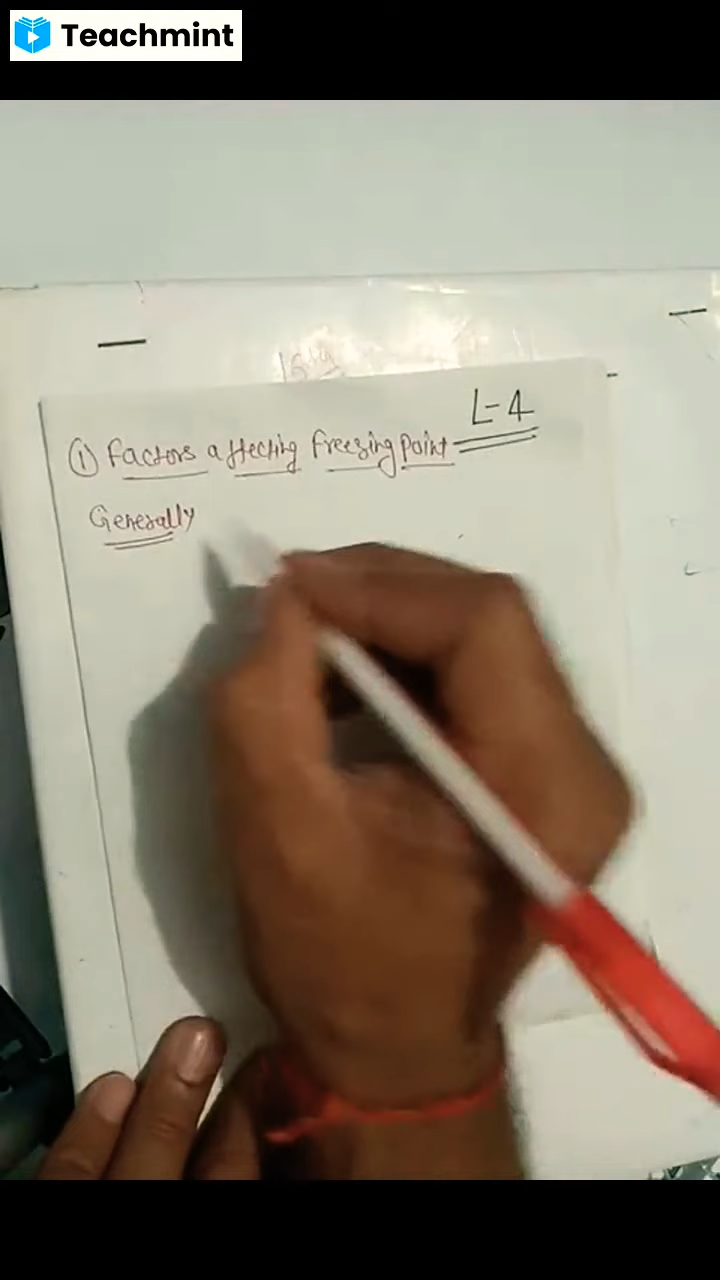 Teachmint
L-4
① Factors affecting freezing point
Generally